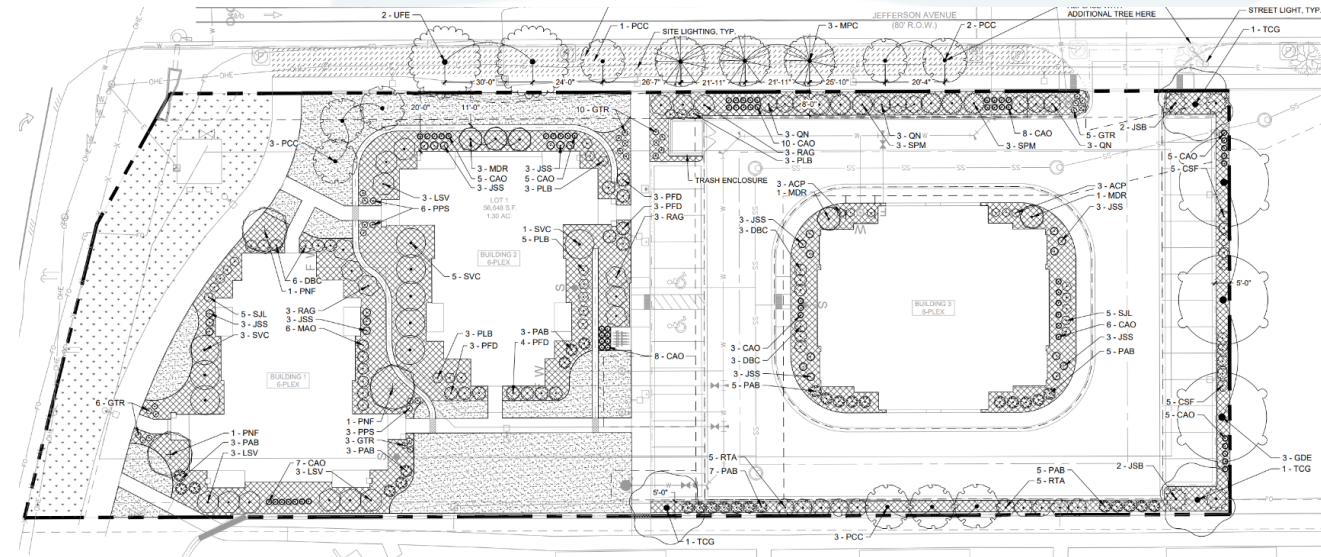 2 - UFE
1 - PCC
SITE LIGHTING, TYP.
3 - MPC
JEFFERSON AVENUE
(80' R.O.W.)
2 - PCC
ADDITIONAL TREE HERE
STREET LIGHT, TYP.
1 - TCG
30'-0"
24'-0"
26'-7"
21'-11"
21'-11"
25'-10"
20'-4"
20'-0"
11'-0"
10 - GTR
8'-0"
3 - PCC
3 - QN
10 - CAO
3 - RAG
3 - PLB
3 - QN
3 - SPM
3 - SPM
8 - CAO
5 - GTR
3 - QN
2 - JSB
TRASH ENCLOSURE
3 - MDR
5 - CAO
3 - JSS
3 - JSS
5 - CAO
3 - PLB
5 - CAO
5 - CSF
3 - LSV
6 - PPS
LOT 1
56,648 S.F.
1.30 AC.
3 - PFD
3 - PFD
3 - RAG
3 - ACP
1 - MDR
3 - ACP
1 - MDR
3 - JSS
3 - JSS
3 - DBC
1 - SVC
5 - PLB
BUILDING 2
6-PLEX
5 - SVC
6 - DBC
1 - PNF
5'-0"
5 - SJL
3 - JSS
3 - SVC
3 - RAG
3 - JSS
6 - MAO
BUILDING 3
6-PLEX
5 - SJL
6 - CAO
3 - JSS
5 - PAB
3 - PLB
3 - PFD
3 - PAB
4 - PFD
8 - CAO
3 - CAO
3 - DBC
3 - JSS
5 - PAB
BUILDING 1
6-PLEX
6 - GTR
1 - PNF
3 - PPS
3 - GTR
3 - PAB
5 - CSF
5 - CAO
1 - PNF
3 - PAB
3 - LSV
7 - CAO
3 - LSV
5 - RTA
7 - PAB
5 - PAB
5 - RTA
2 - JSB
3 - GDE
1 - TCG
5'-0"
1 - TCG
3 - PCC